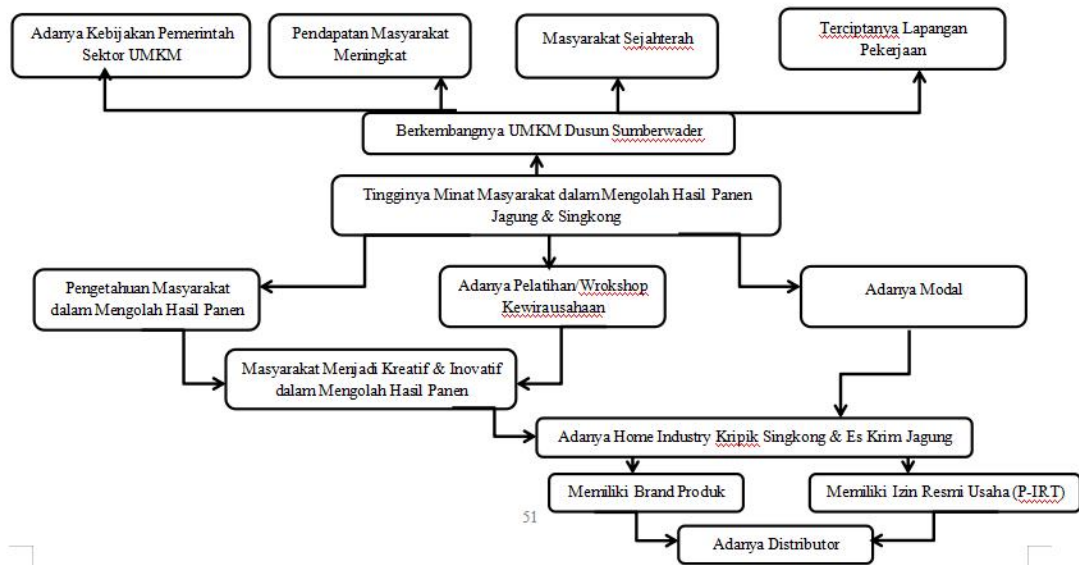 Adanya Kebijakan Pemerintah
Sektor UMKM
Pendapatan Masyarakat
Meningkat
Masyarakat Sejahterah
Terciptanya Lapangan
Pekerjaan
Berkembangnya UMKM Dusun Sumberwader
Tingginya Minat Masyarakat dalam Mengolah Hasil Panen
Jagung & Singkong
Pengetahuan Masyarakat
dalam Mengolah Hasil Panen
Adanya Pelatihan/Wrokshop
Kewirausahaan
Adanya Modal
Masyarakat Menjadi Kreatif & Inovatif
dalam Mengolah Hasil Panen
Adanya Home Industry Kripik Singkong & Es Krim Jagung
Memiliki Brand Produk
Memiliki Izin Resmi Usaha (P-IRT)
51
Adanya Distributor